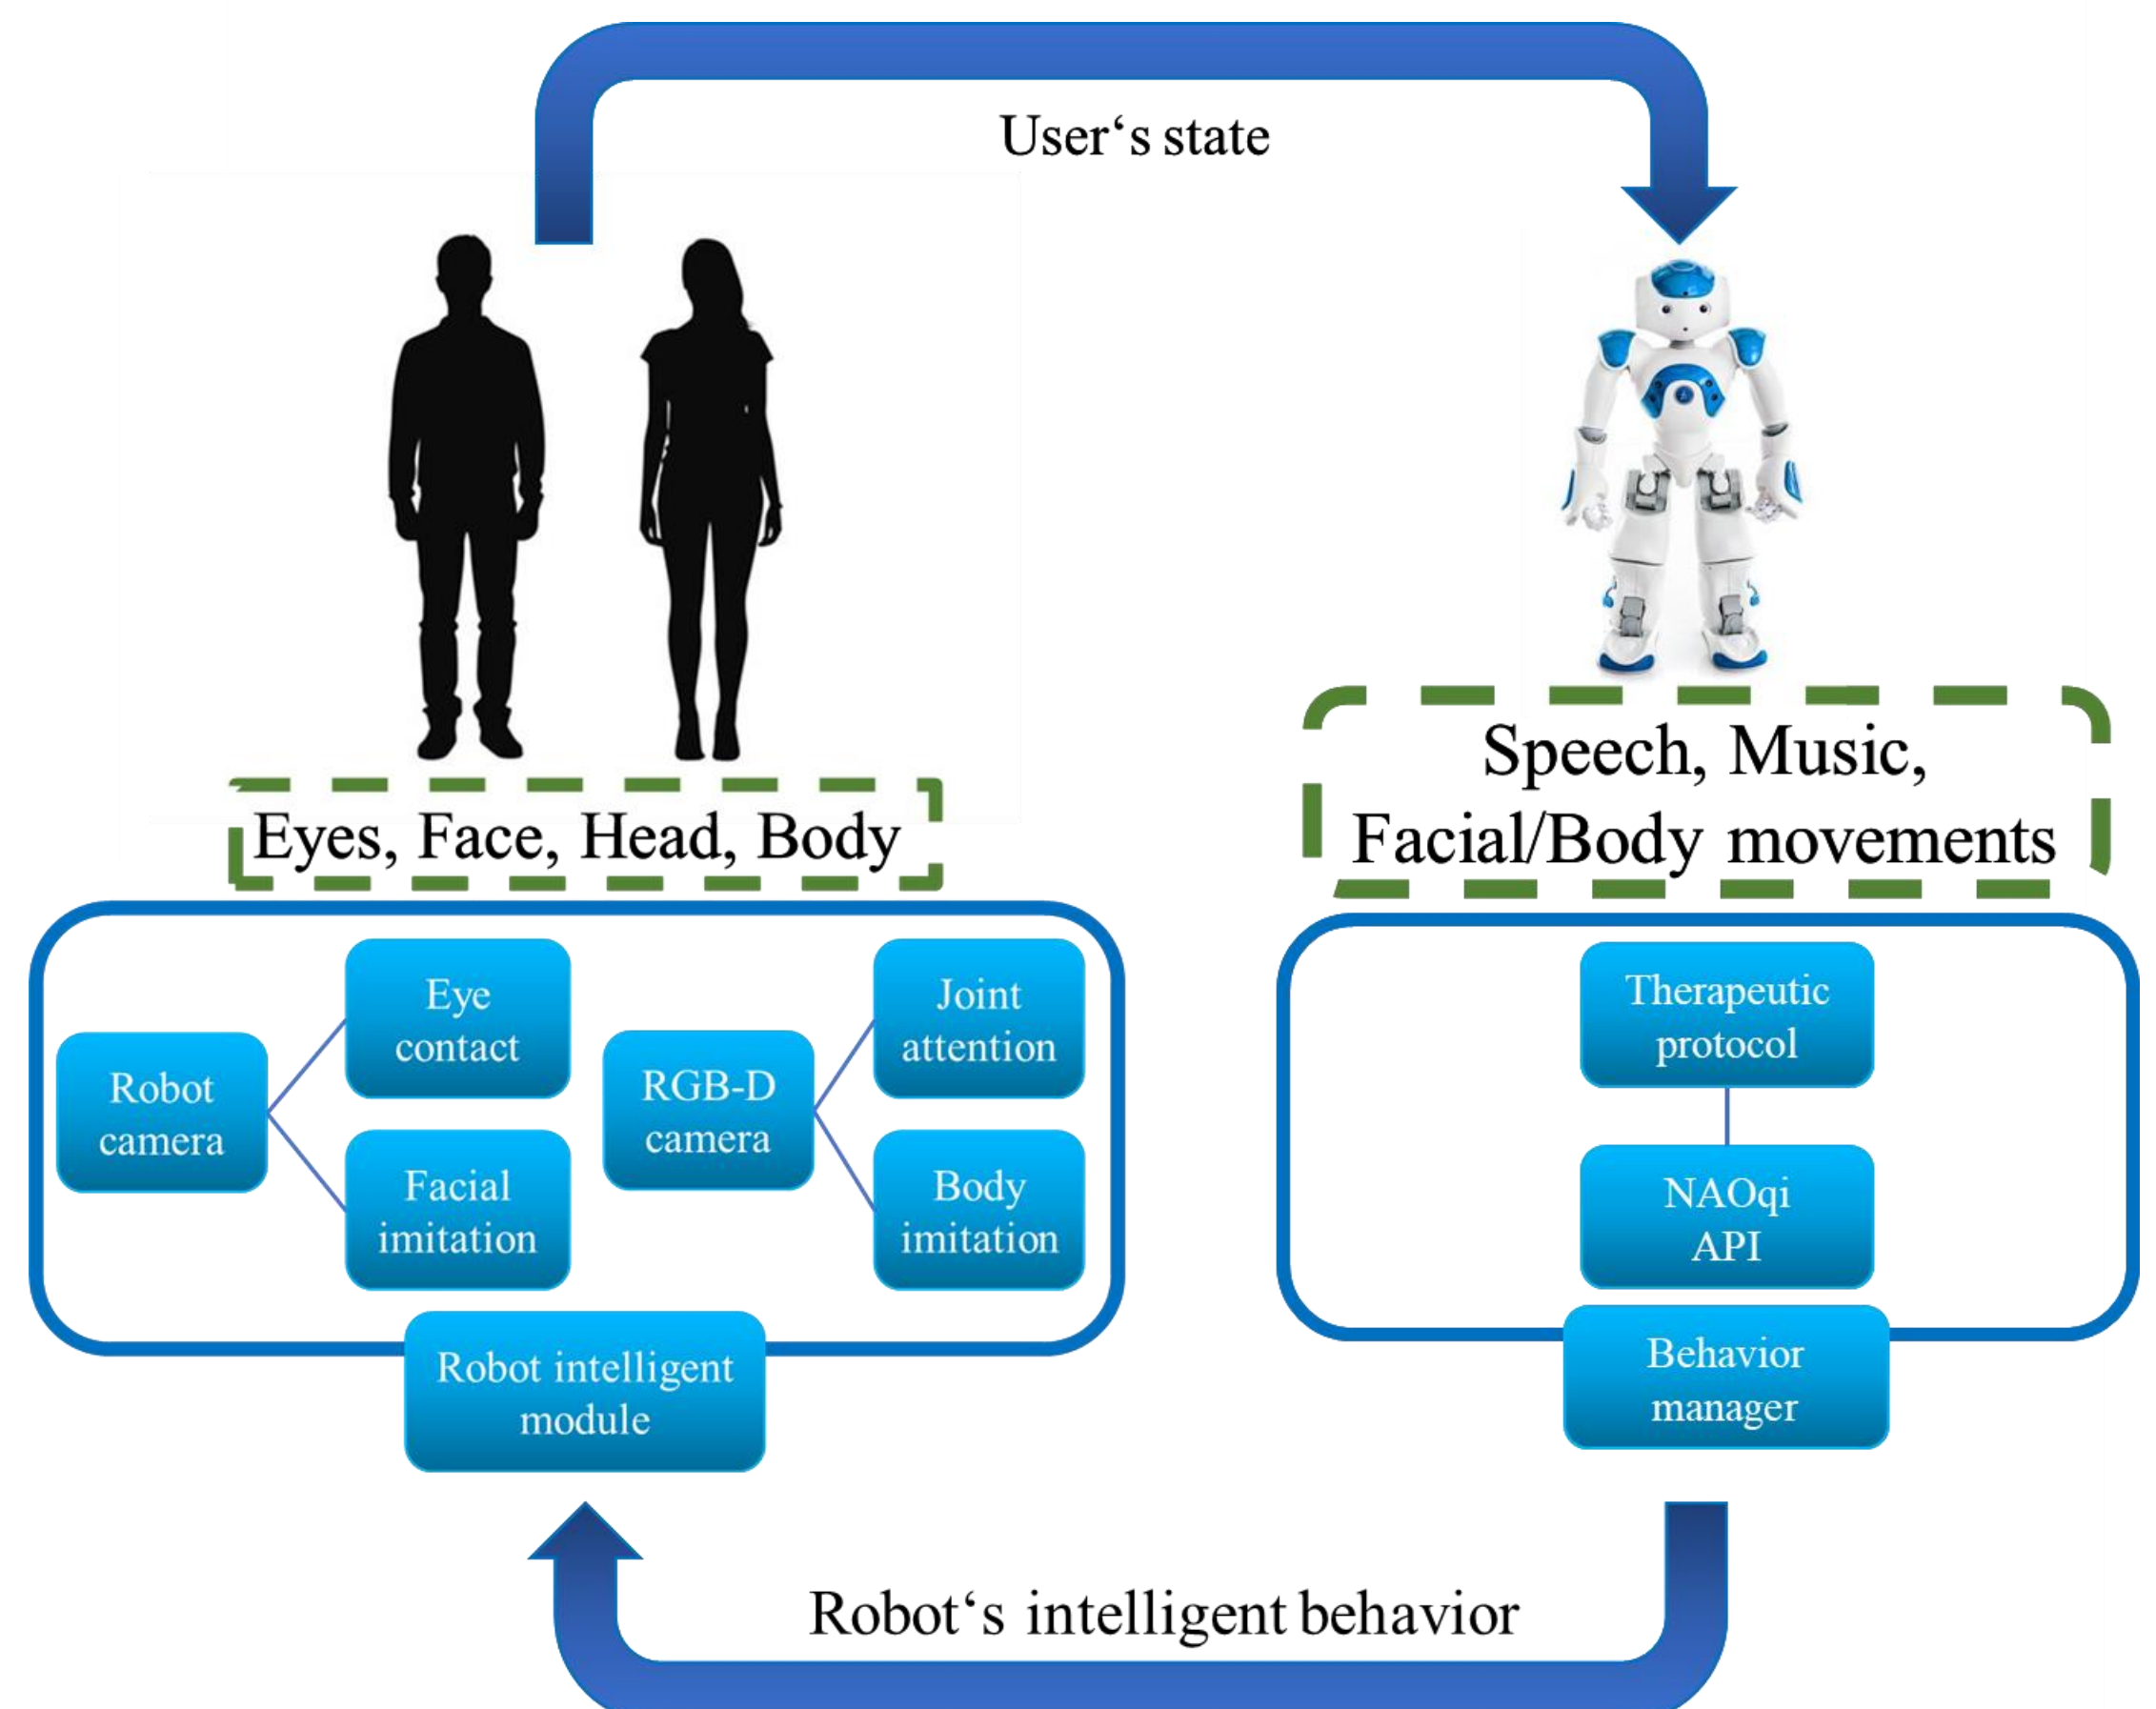 User‘s state
Eyes, Face, Head, Body
Speech, Music,
Facial/Body movements
Robot
camera
Eye
contact
Facial
imitation
RGB-D
camera
Joint
attention
Body
imitation
Robot intelligent
module
Therapeutic
protocol
NAOqi
API
Behavior
manager
Robot‘s intelligent behavior